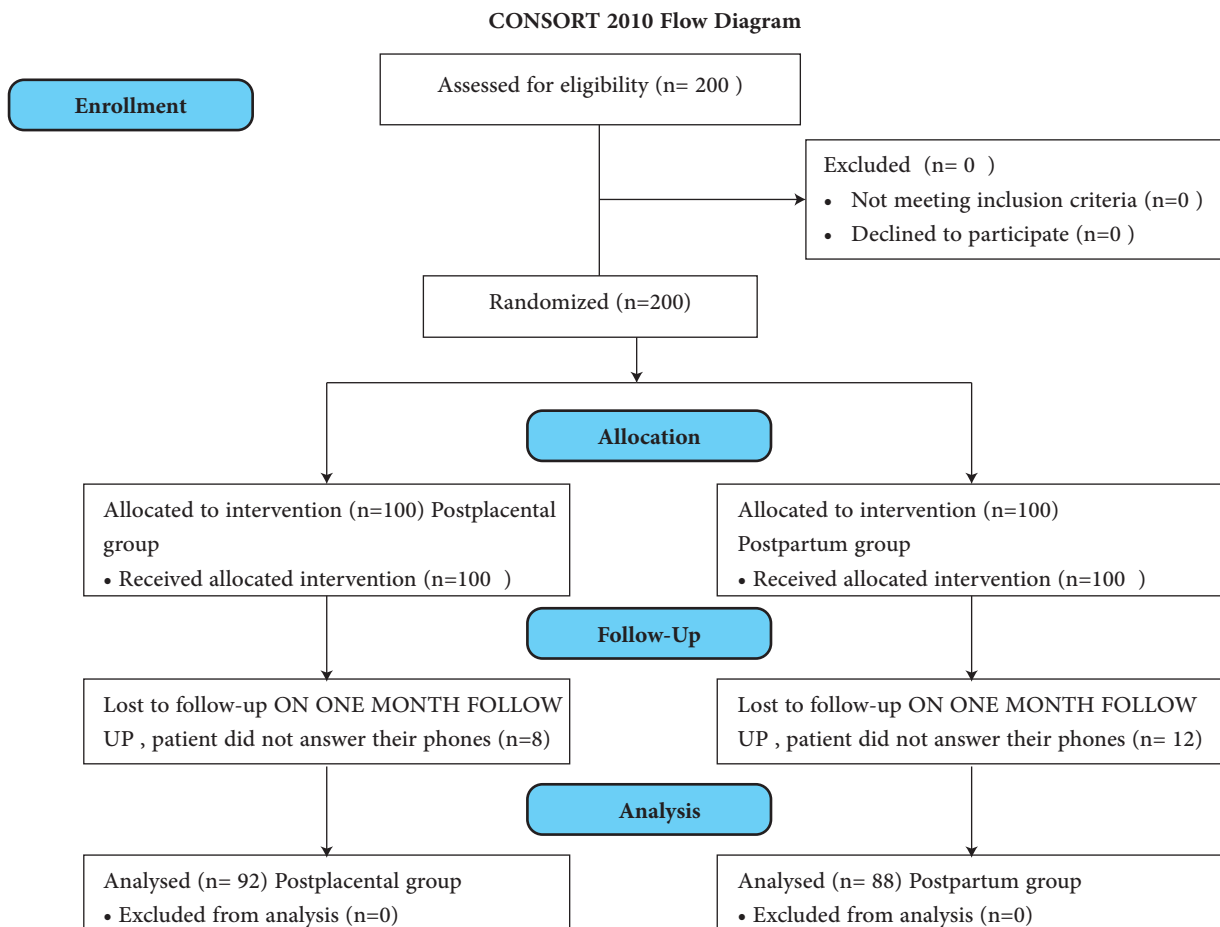 CONSORT 2010 Flow Diagram
Assessed for eligibility (n= 200 )
Enrollment
Excluded (n= 0 )
• Not meeting inclusion criteria (n=0 )
• Declined to participate (n=0 )
Randomized (n=200)
Allocation
Allocated to intervention (n=100) Postplacental
group
• Received allocated intervention (n=100 )
Allocated to intervention (n=100)
Postpartum group
• Received allocated intervention (n=100 )
Follow-Up
Lost to follow-up ON ONE MONTH FOLLOW
UP , patient did not answer their phones (n=8)
Lost to follow-up ON ONE MONTH FOLLOW
UP , patient did not answer their phones (n= 12)
Analysis
Analysed (n= 92) Postplacental group
• Excluded from analysis (n=0)
Analysed (n= 88) Postpartum group
• Excluded from analysis (n=0)